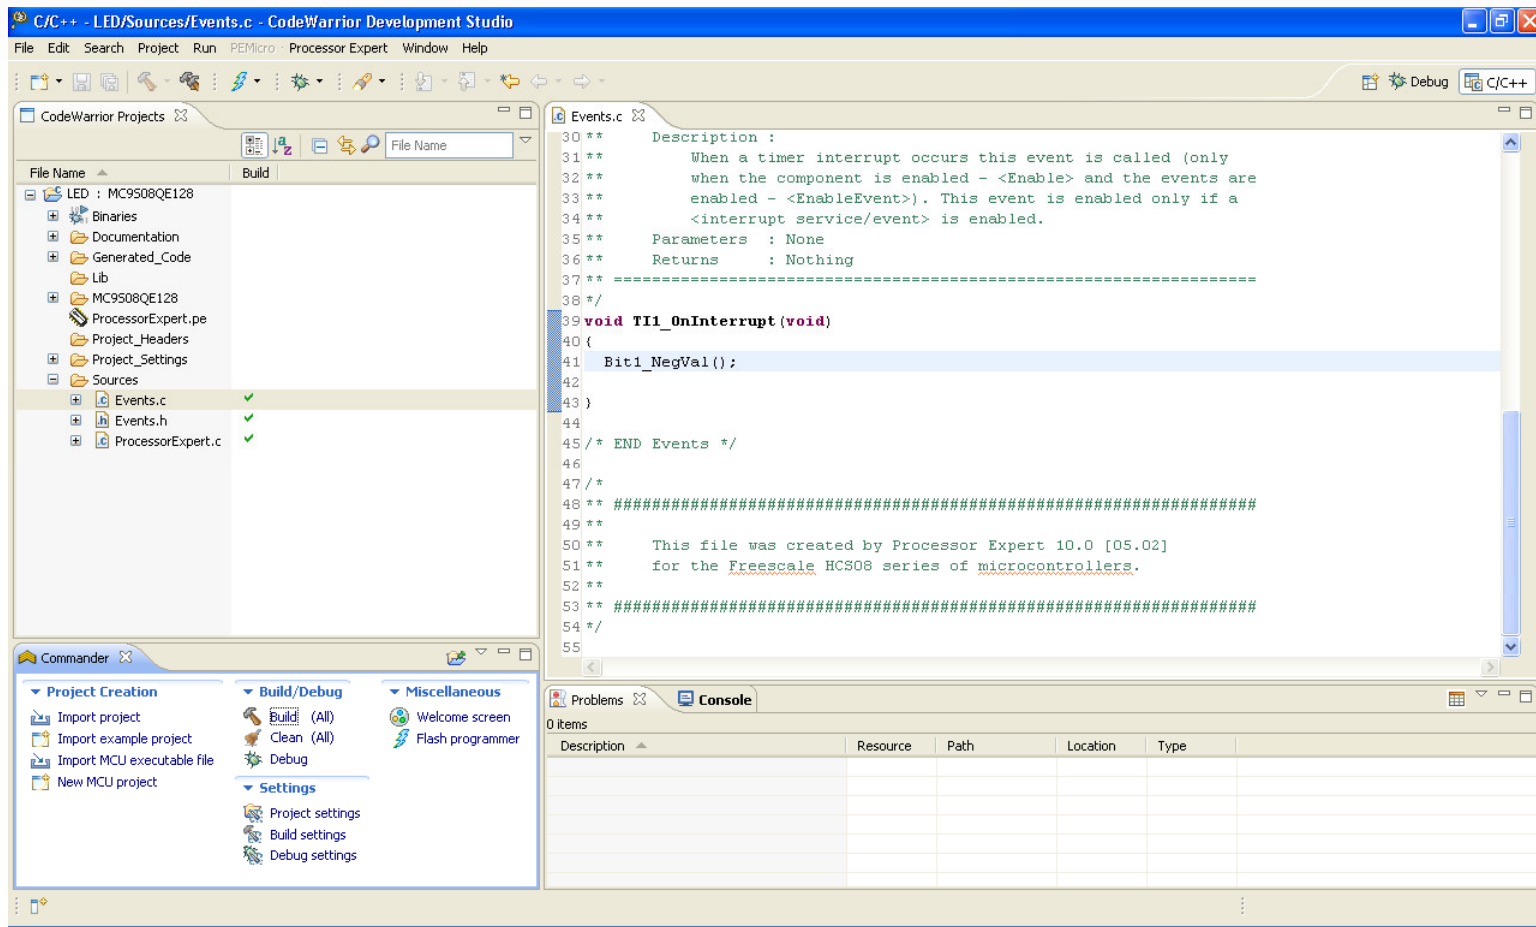 C/C++ - LED/Sources/Events.c - CodeWarrior Development Studio
File Edit Search Project Run PEMicro Processor Expert Window Help
Debug C/C++
CodeWarrior Projects
File Name
File Name Build
LED : MC9S08QE128
Binaries
Documentation
Generated_Code
Lib
MC9S08QE128
ProcessorExpert.pe
Project_Headers
Project_Settings
Sources
Events.c
Events.h
ProcessorExpert.c
Events.c
30 ** Description :
31 ** When a timer interrupt occurs this event is called (only
32 ** when the component is enabled - <Enable> and the events are
33 ** enabled - <EnableEvent>). This event is enabled only if a
34 ** <interrupt service/event> is enabled.
35 ** Parameters : None
36 ** Returns : Nothing
37 ** ===================================================================
38 */
39 void TI1_OnInterrupt(void)
40 {
41 Bit1_NegVal();
42
43 }
44
45 /* END Events */
46
47 /*
48 ** ###################################################################
49 **
50 ** This file was created by Processor Expert 10.0 [05.02]
51 ** for the Freescale HCS08 series of microcontrollers.
52 **
53 ** ###################################################################
54 */
55
Commander
Project Creation
Import project
Import example project
Import MCU executable file
New MCU project
Build/Debug
Build (All)
Clean (All)
Debug
Settings
Project settings
Build settings
Debug settings
Miscellaneous
Welcome screen
Flash programmer
Problems Console
0 items
Description Resource Path Location Type